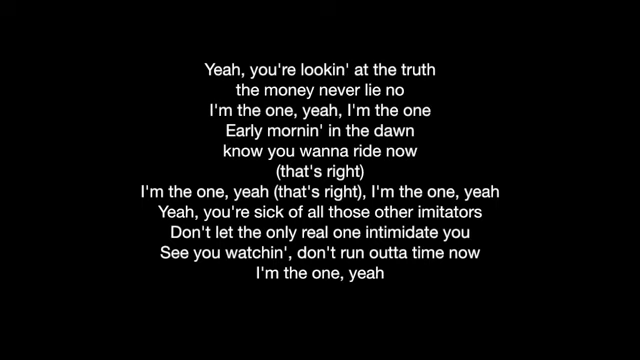 Yeah, you're lookin' at the truth
the money never lie no
I'm the one, yeah, I'm the one
Early mornin' in the dawn
know you wanna ride now
(that's right)
I'm the one, yeah (that's right), I'm the one, yeah
Yeah, you're sick of all those other imitators
Don't let the only real one intimidate you
See you watchin', don't run outta time now
I'm the one, yeah